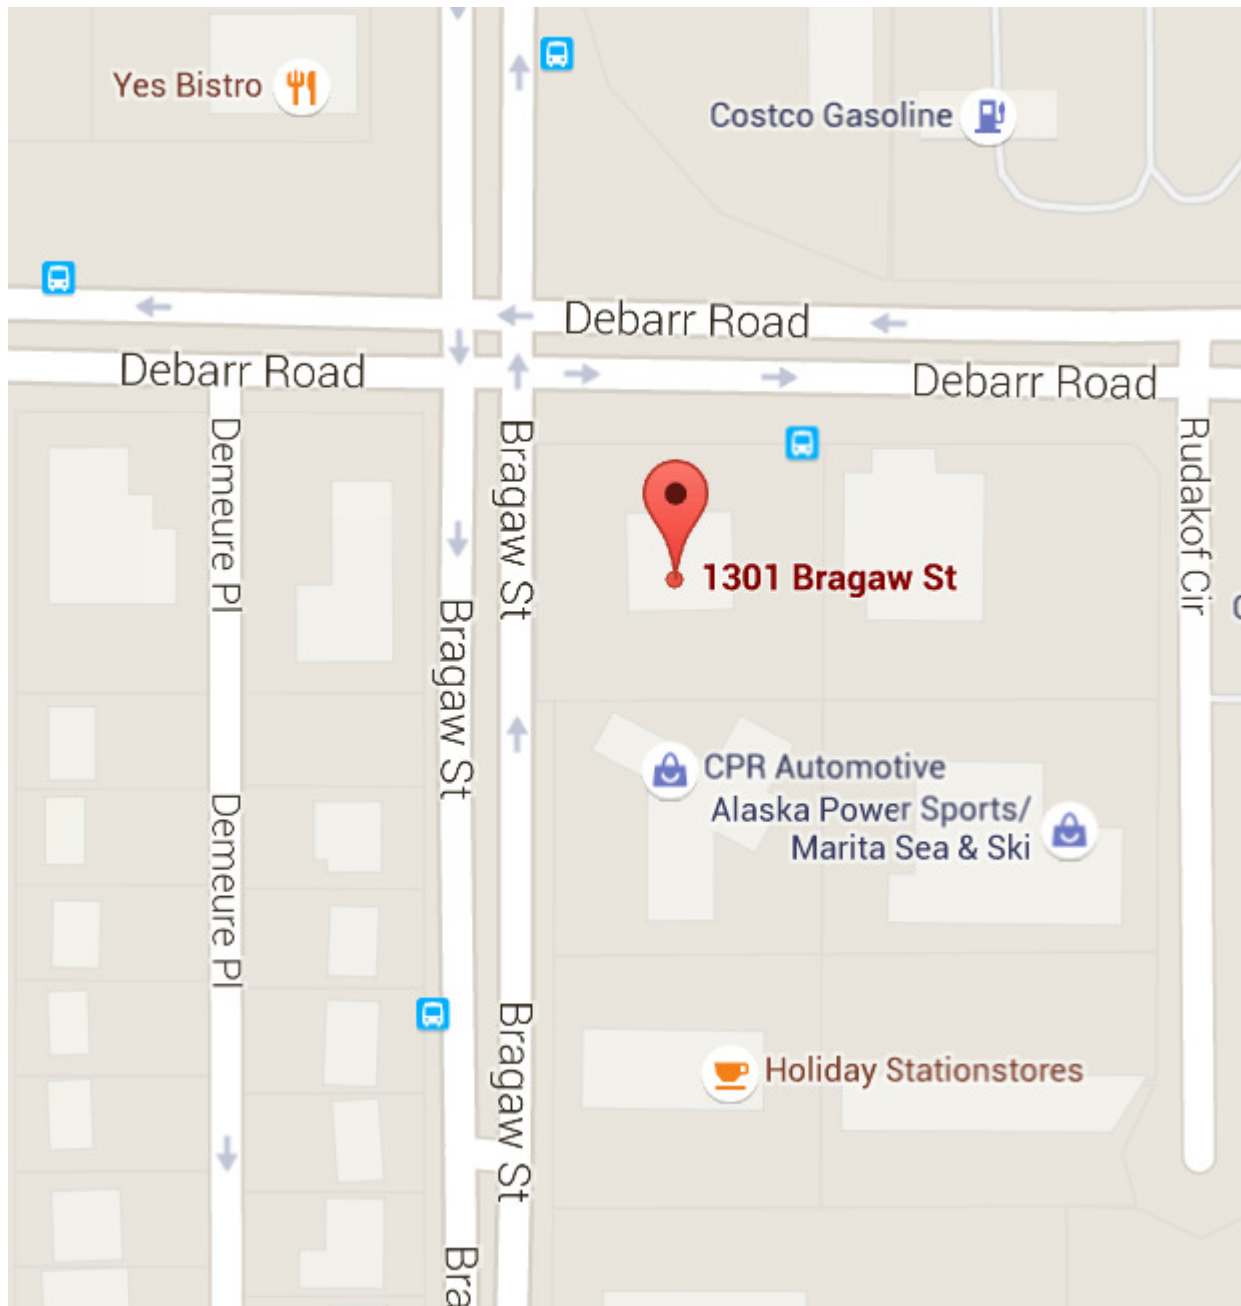 Yes Bistro
Costco Gasoline
Debarr Road
Debarr Road
Debarr Road
Demeure Pl
Bragaw St
Rudakof Cir
1301 Bragaw St
Bragaw St
CPR Automotive
Alaska Power Sports/
Marita Sea & Ski
Demeure Pl
Bragaw St
Holiday Stationstores
Bra